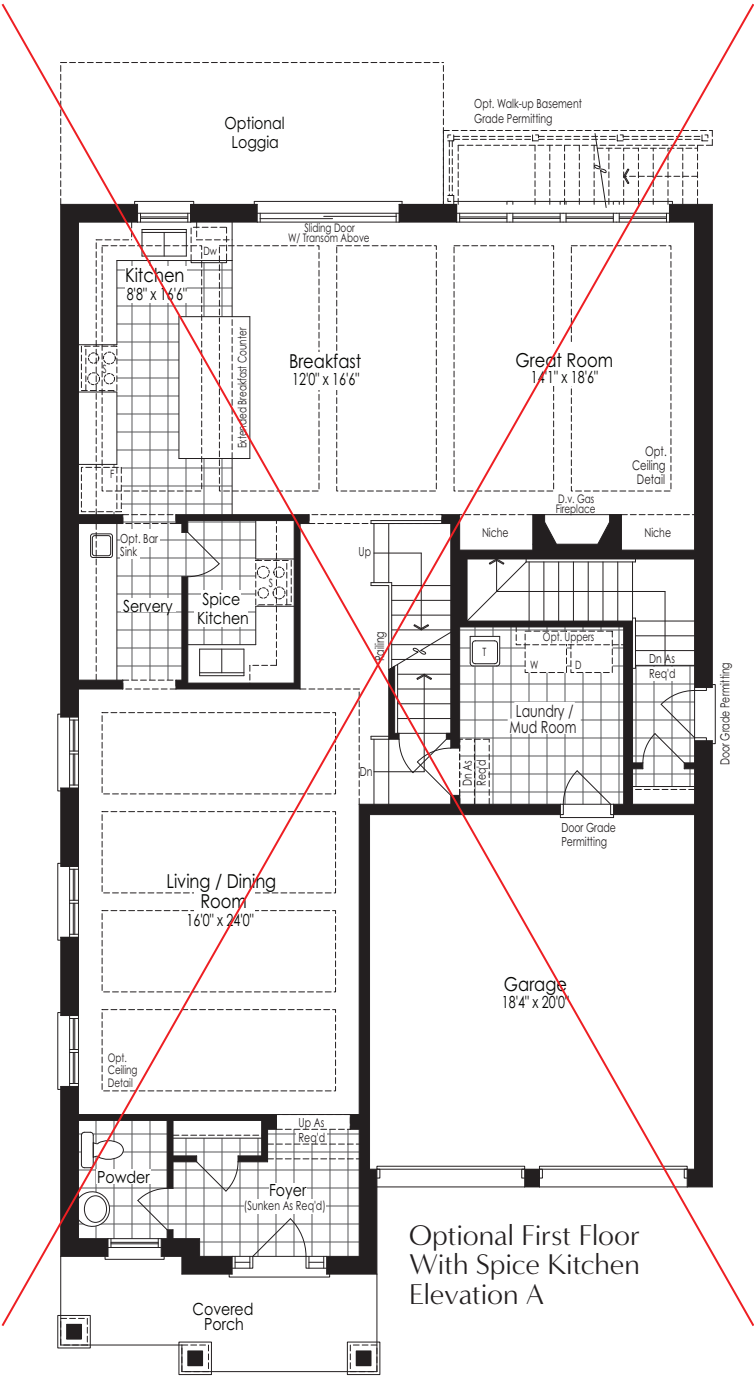 Optional
Loggia
Opt. Walk-up Basement
Grade Permitting
Sliding Door
W/ Transom Above
Dw
Kitchen
8'8" x 16'6"
Extended Breakfast Counter
Breakfast
12'0" x 16'6"
Great Room
14'1" x 18'6"
Opt.
Ceiling
Detail
F
D.v. Gas
Fireplace
Niche
Niche
Opt. Bar
Sink
Servery
Spice
Kitchen
S
Up
Railing
Dn
Opt. Uppers
T
W
D
Laundry /
Mud Room
Dn As
Req'd
Dn As
Req'd
Door Grade Permitting
Door Grade
Permitting
Living / Dining
Room
16'0" x 24'0"
Opt.
Ceiling
Detail
Garage
18'4" x 20'0"
Up As
Req'd
Powder
Foyer
(Sunken As Req'd)
Covered
Porch
Optional First Floor
With Spice Kitchen
Elevation A